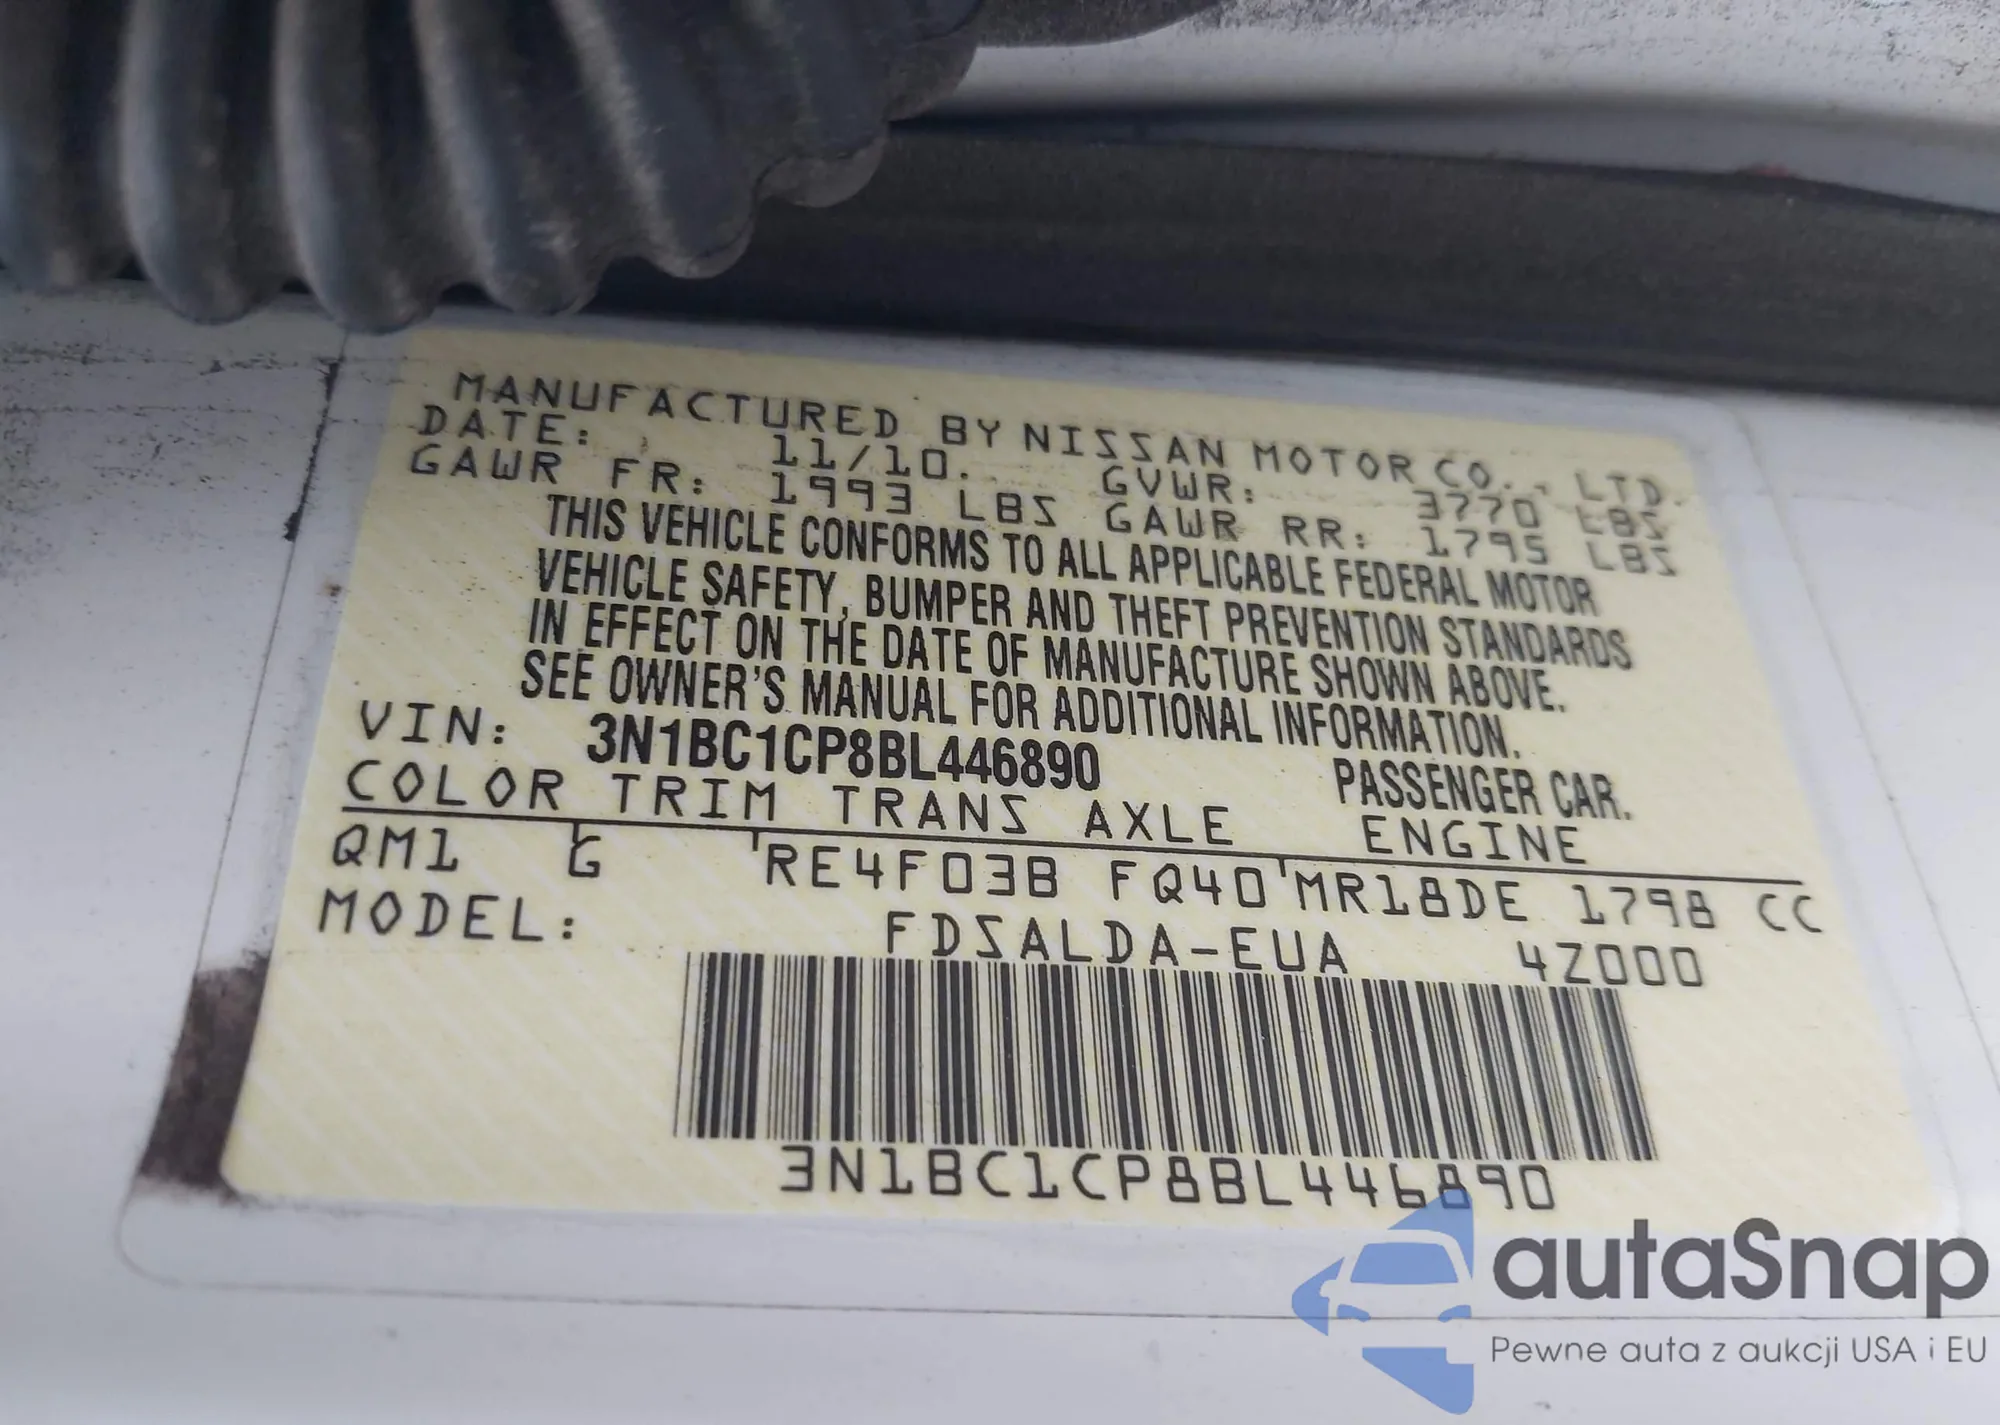 MANUFACTURED BY NISSAN MOTOR CO., LTD.
DATE: 11/10. GVWR: 3770 LBS
GAWR FR: 1993 LBS GAWR RR: 1795 LBS
THIS VEHICLE CONFORMS TO ALL APPLICABLE FEDERAL MOTOR
VEHICLE SAFETY, BUMPER AND THEFT PREVENTION STANDARDS
IN EFFECT ON THE DATE OF MANUFACTURE SHOWN ABOVE.
SEE OWNER'S MANUAL FOR ADDITIONAL INFORMATION.
VIN: 3N1BC1CP8BL446890 PASSENGER CAR.
COLOR TRIM TRANS AXLE ENGINE
QM1 G RE4F03B FQ40 MR18DE 1798 CC
MODEL: FDSALDA-EUA 4Z000
3N1BC1CP8BL446890
autaSnap
Pewne auta z aukcji USA i EU